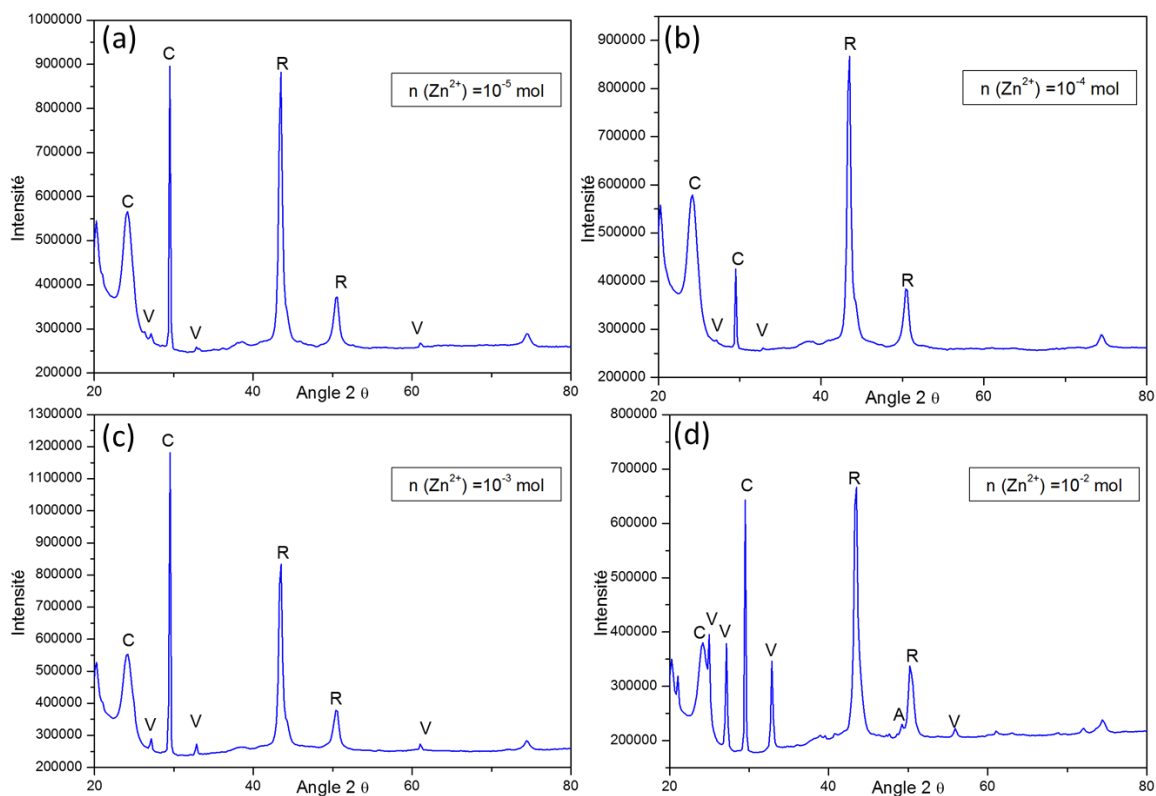 (a)
n (Zn²⁺) =10⁻⁵ mol
C
R
C
R
V
V
V
1000000
900000
800000
700000
600000
500000
400000
300000
200000
20
40
60
80
Intensité
Angle 2 θ
(b)
n (Zn²⁺) =10⁻⁴ mol
R
C
C
R
V
V
900000
800000
700000
600000
500000
400000
300000
200000
20
40
60
80
Intensité
Angle 2 θ
(c)
n (Zn²⁺) =10⁻³ mol
C
R
C
R
V
V
V
1300000
1200000
1100000
1000000
900000
800000
700000
600000
500000
400000
300000
200000
20
40
60
80
Intensité
Angle 2 θ
(d)
n (Zn²⁺) =10⁻² mol
C
R
C
V
V
V
R
A
V
800000
700000
600000
500000
400000
300000
200000
20
40
60
80
Intensité
Angle 2 θ